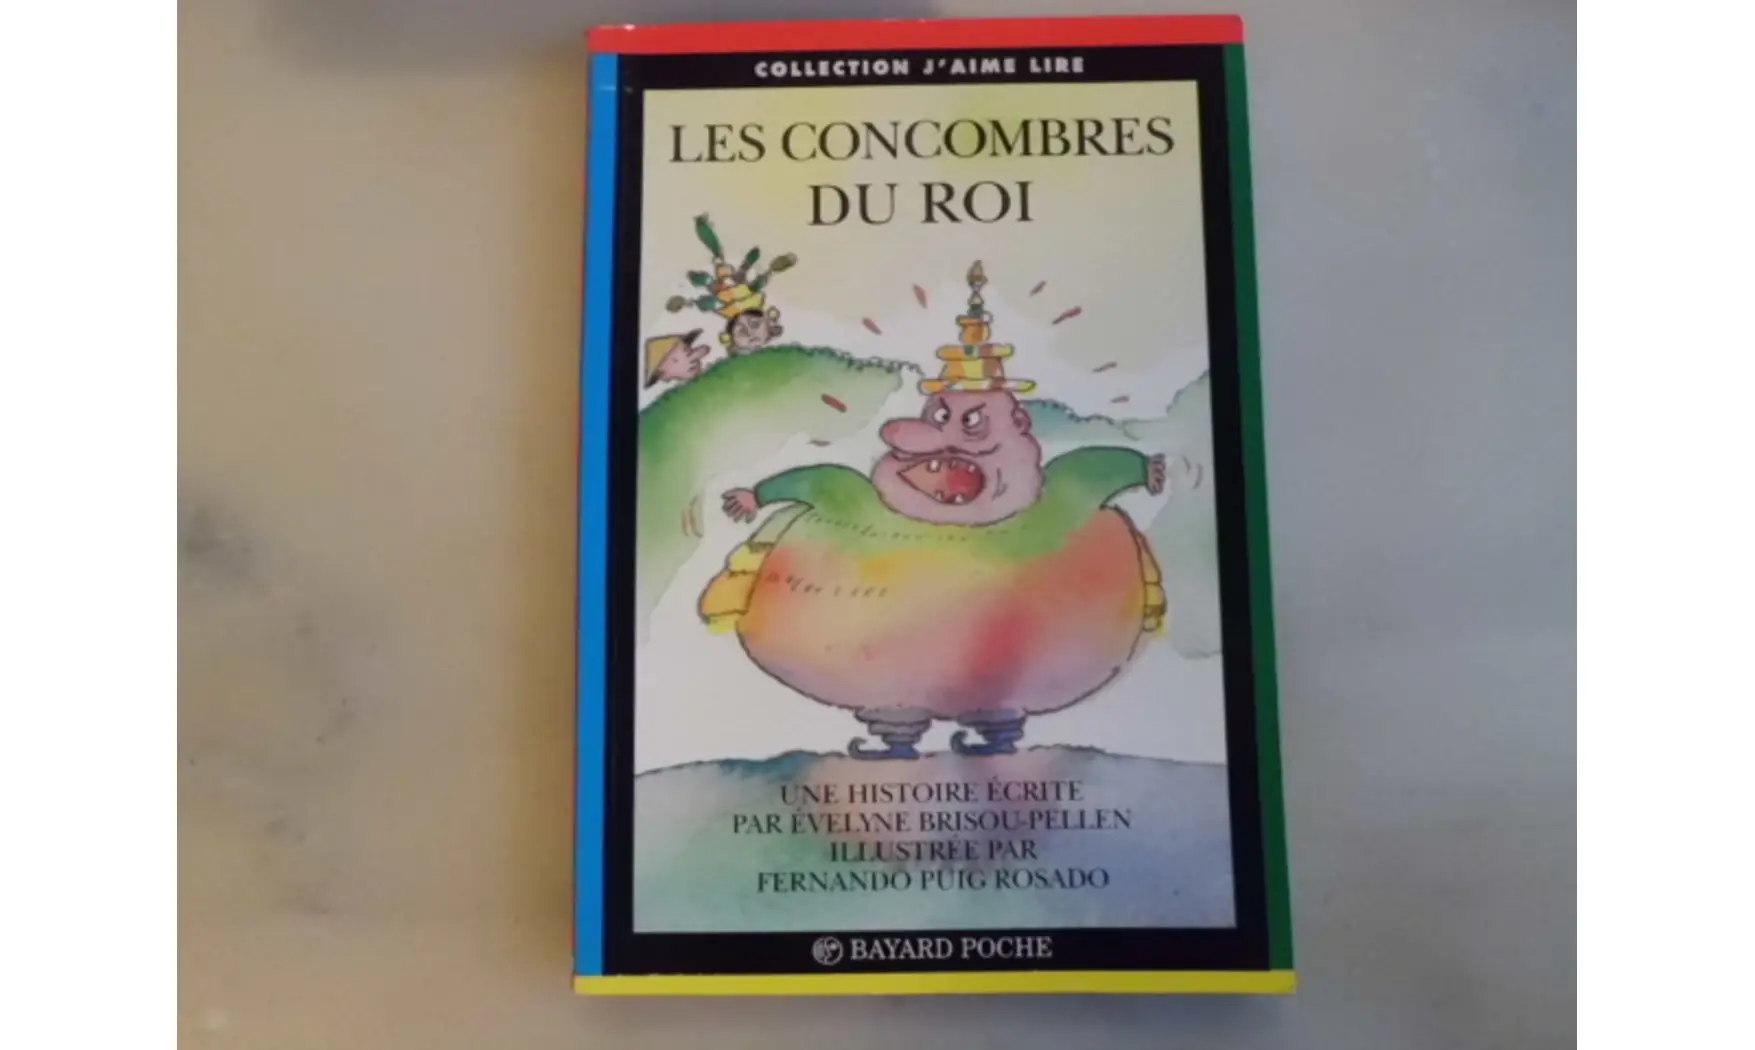 COLLECTION J'AIME LIRE
LES CONCOMBRES
DU ROI
UNE HISTOIRE ÉCRITE
PAR ÉVELYNE BRISOU-PELLEN
ILLUSTRÉE PAR
FERNANDO PUIG ROSADO
BAYARD POCHE